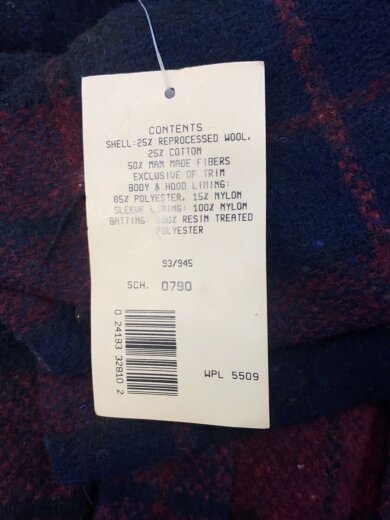 CONTENTS
SHELL:25% REPROCESSED WOOL,
25% COTTON
50% MAN MADE FIBERS
EXCLUSIVE OF TRIM
BODY & HOOD LINING:
85% POLYESTER, 15% NYLON
SLEEVE LINING: 100% NYLON
BATTING: 100% RESIN TREATED
POLYESTER
93/945
SCH. 0790
0 24193 32810 2
WPL 5509